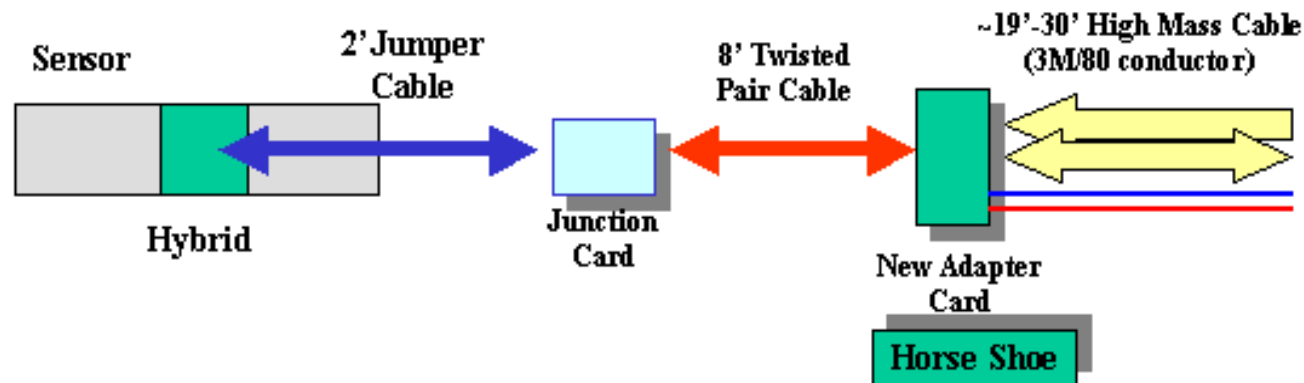 Sensor
2' Jumper
Cable
8' Twisted
Pair Cable
~19'-30' High Mass Cable
(3M/80 conductor)
Hybrid
Junction
Card
New Adapter
Card
Horse Shoe